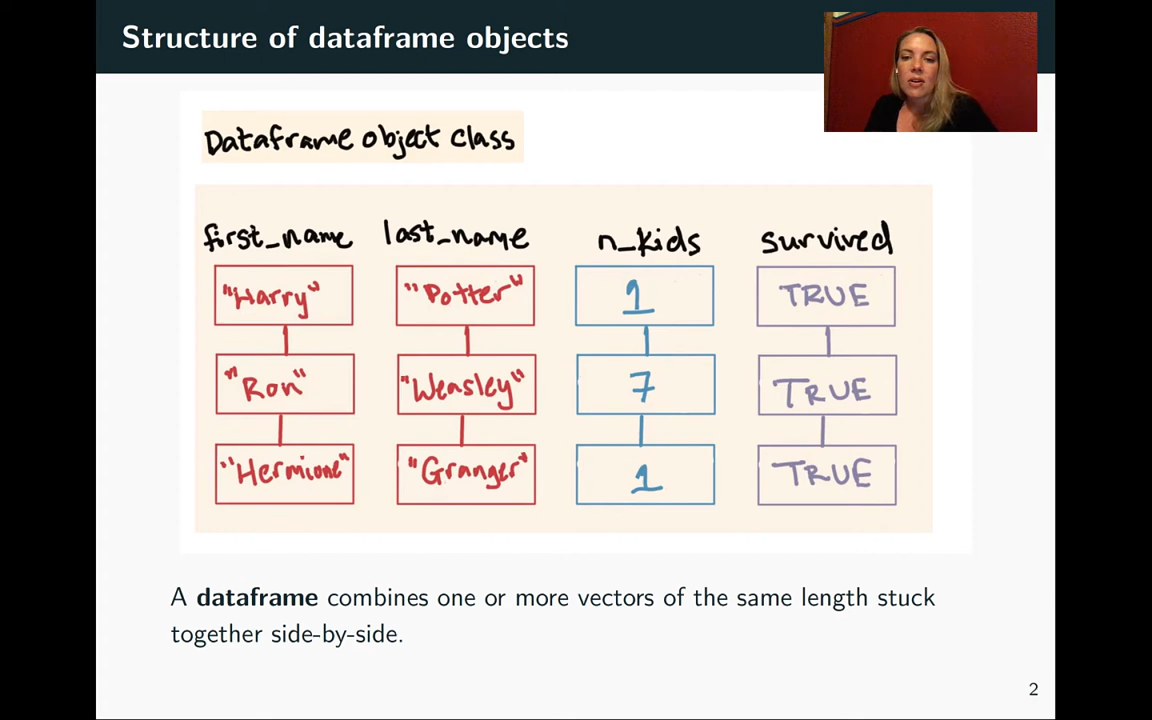 Structure of dataframe objects
Dataframe object class
first_name last_name n_kids survived
"Harry" "Potter" 1 TRUE
"Ron" "Weasley" 7 TRUE
"Hermione" "Granger" 1 TRUE
A dataframe combines one or more vectors of the same length stuck
together side-by-side.
2